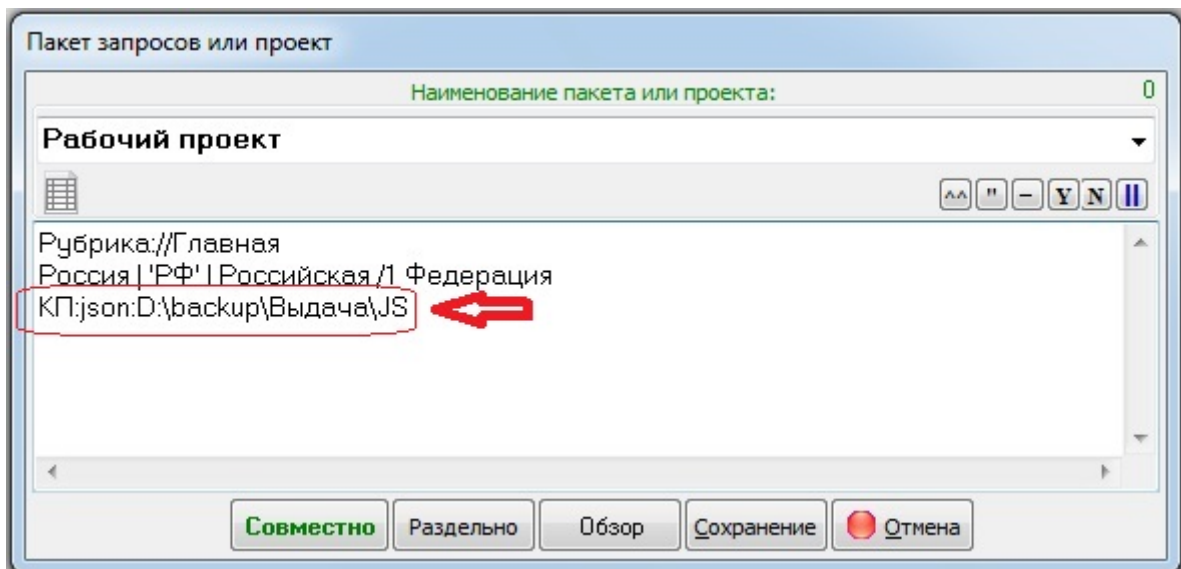 Пакет запросов или проект
Наименование пакета или проекта: 0
Рабочий проект
^^ " - Y N ||
Рубрика://Главная
Россия | 'РФ' | Российская /1 Федерация
КП:json:D:\backup\Выдача\JS
Совместно Раздельно Обзор Сохранение Отмена